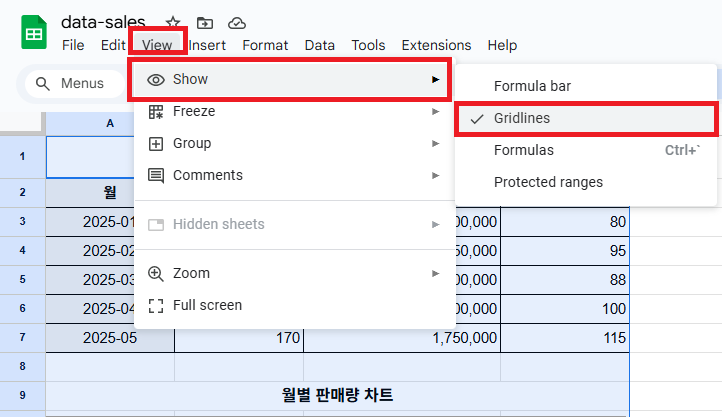 data-sales
File Edit View Insert Format Data Tools Extensions Help
Menus
Show
Freeze
Group
Comments
Hidden sheets
Zoom
Full screen
Formula bar
Gridlines
Formulas Ctrl+`
Protected ranges
A
1
2 월
3 2025-01 00,000 80
4 2025-02 50,000 95
5 2025-03 00,000 88
6 2025-04 00,000 100
7 2025-05 170 1,750,000 115
8
9 월별 판매량 차트